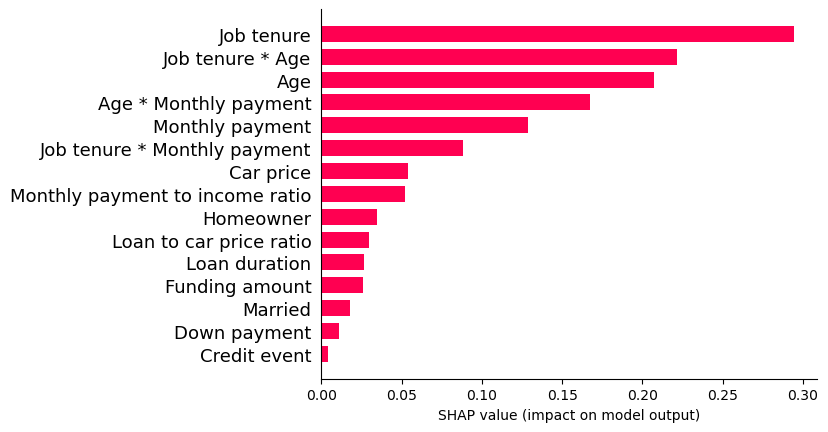 Job tenure
Job tenure * Age
Age
Age * Monthly payment
Monthly payment
Job tenure * Monthly payment
Car price
Monthly payment to income ratio
Homeowner
Loan to car price ratio
Loan duration
Funding amount
Married
Down payment
Credit event
0.00 0.05 0.10 0.15 0.20 0.25 0.30
SHAP value (impact on model output)